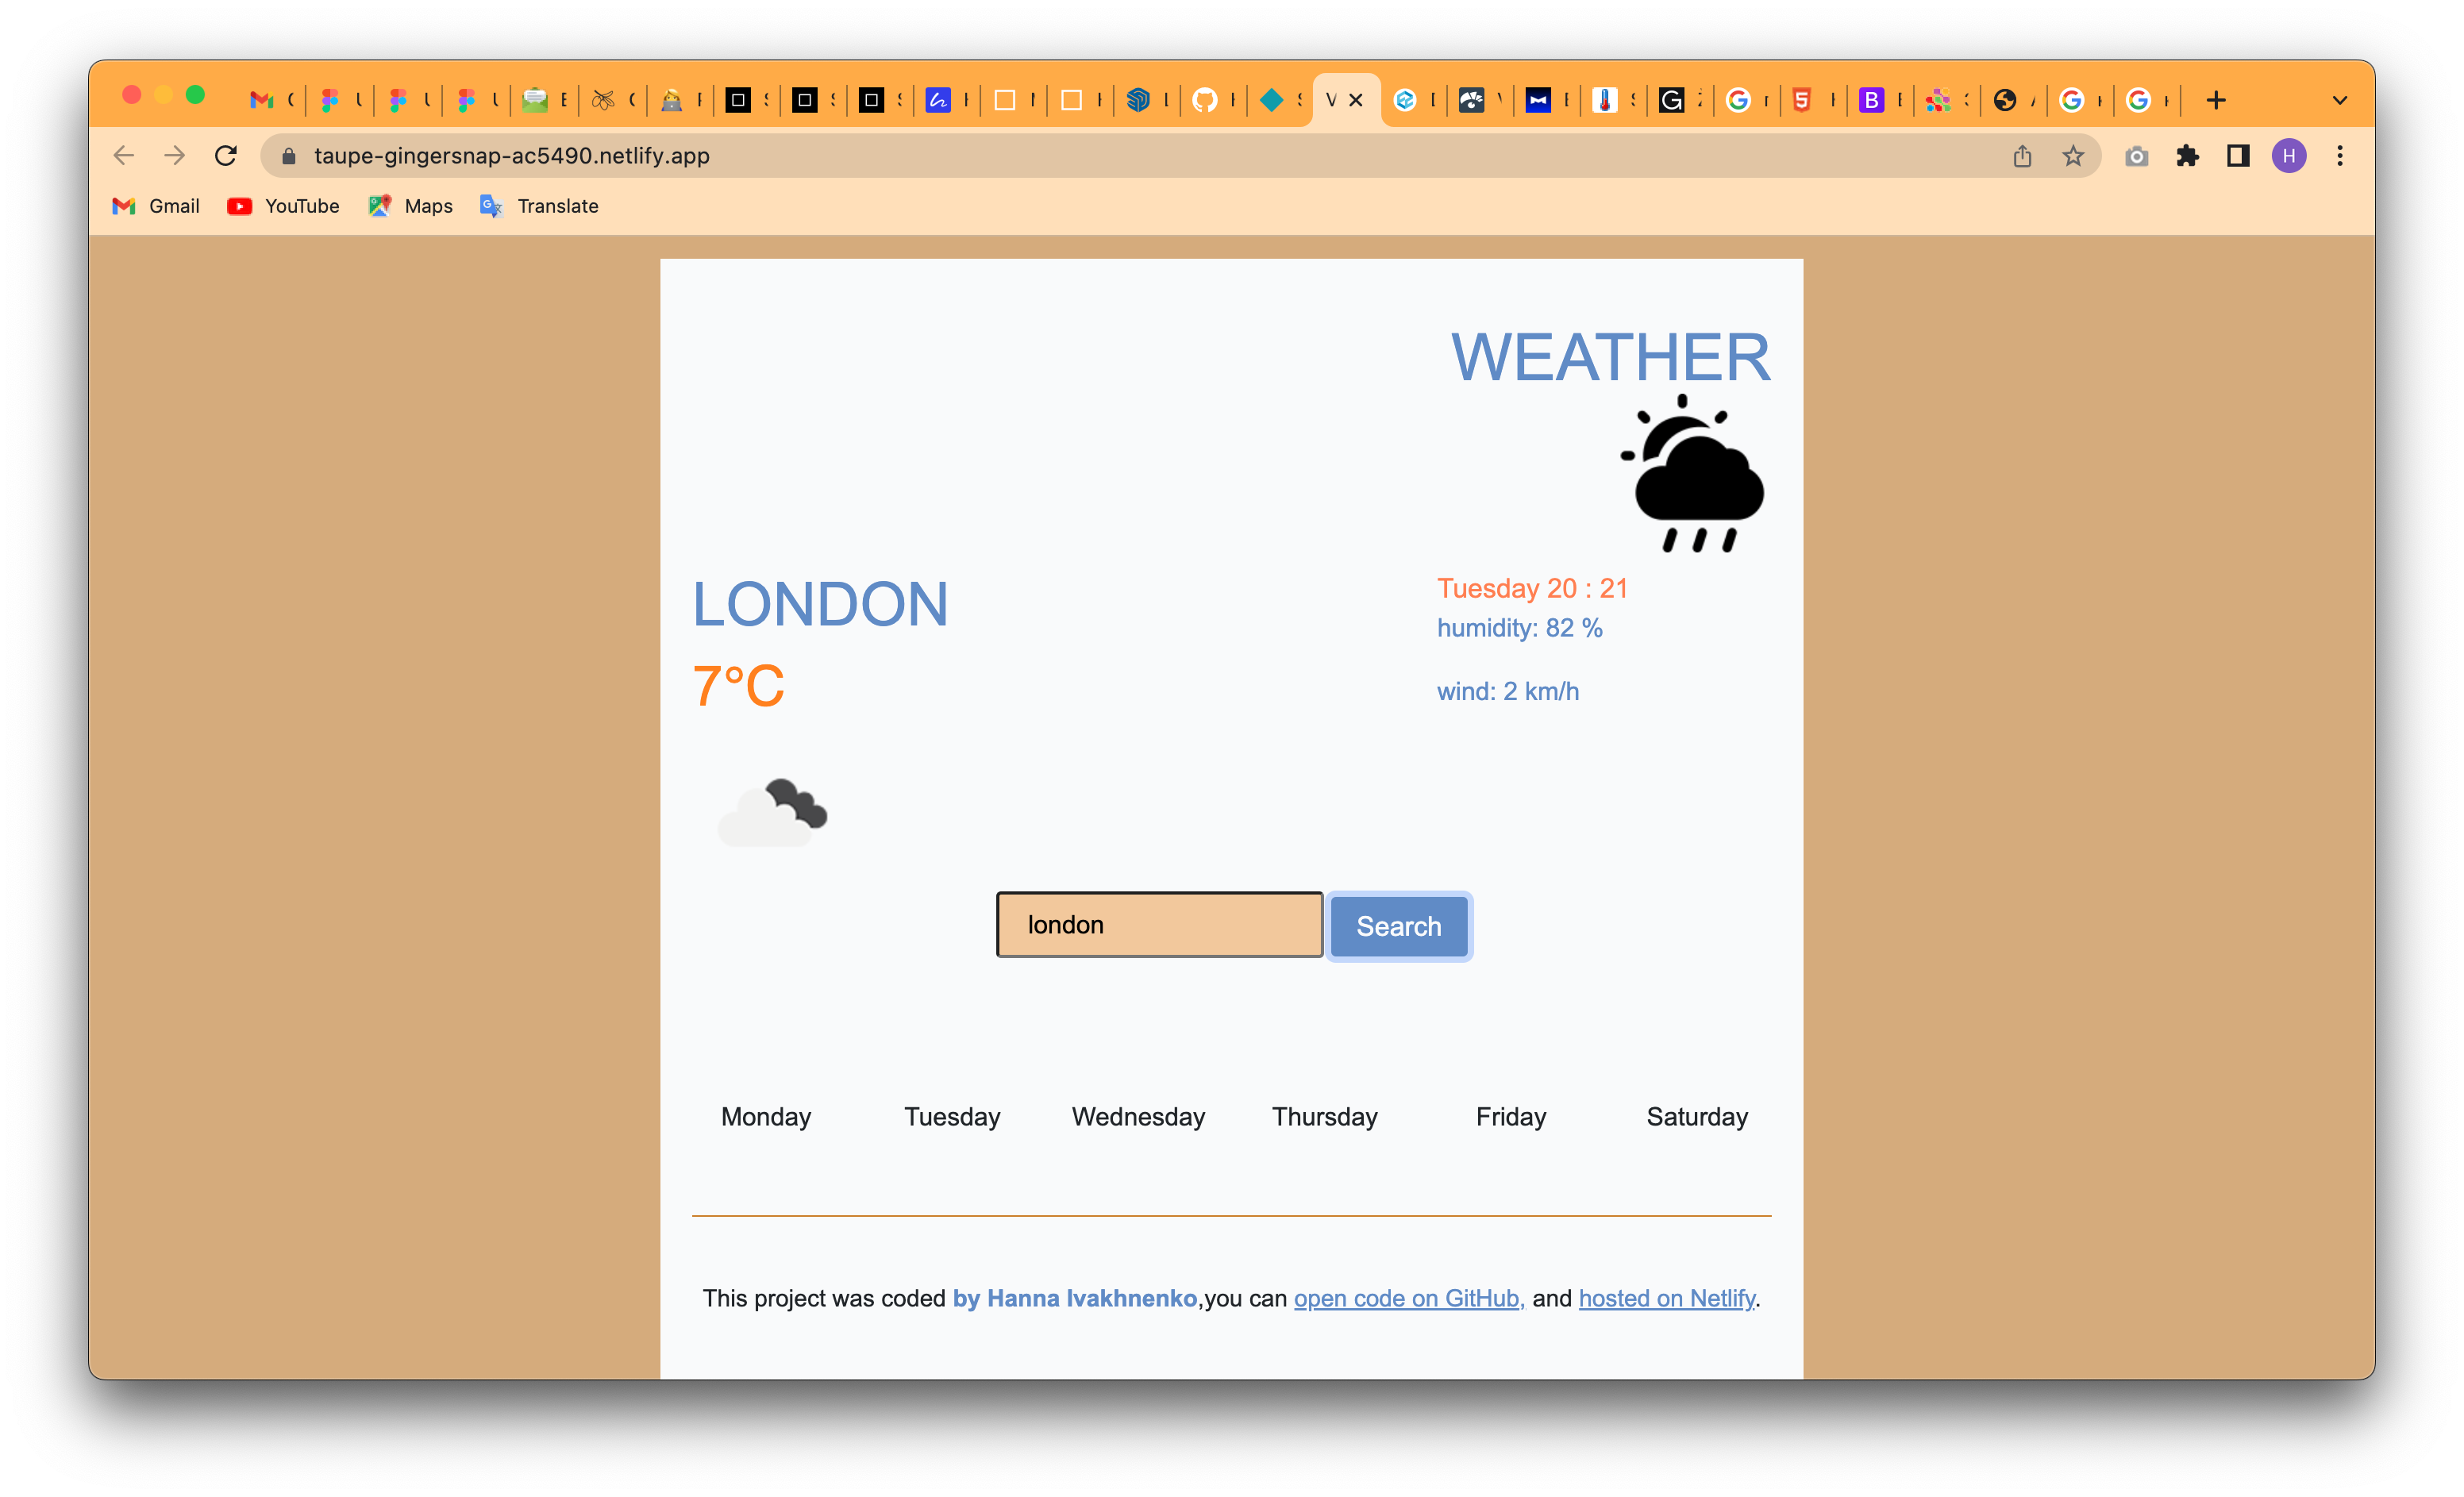 taupe-gingersnap-ac5490.netlify.app
H
Gmail YouTube Maps Translate
WEATHER
LONDON
Tuesday 20 : 21
humidity: 82 %
7°C
wind: 2 km/h
london Search
Monday Tuesday Wednesday Thursday Friday Saturday
This project was coded by Hanna Ivakhnenko,you can open code on GitHub, and hosted on Netlify.